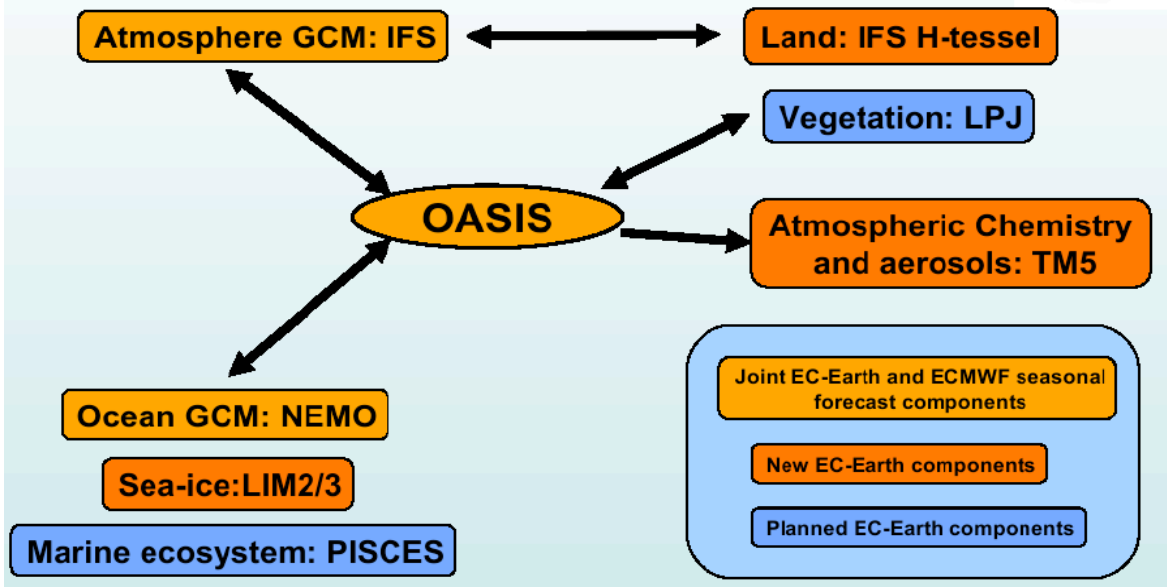 Atmosphere GCM: IFS
Land: IFS H-tessel
Vegetation: LPJ
OASIS
Atmospheric Chemistry
and aerosols: TM5
Ocean GCM: NEMO
Sea-ice:LIM2/3
Marine ecosystem: PISCES
Joint EC-Earth and ECMWF seasonal
forecast components
New EC-Earth components
Planned EC-Earth components